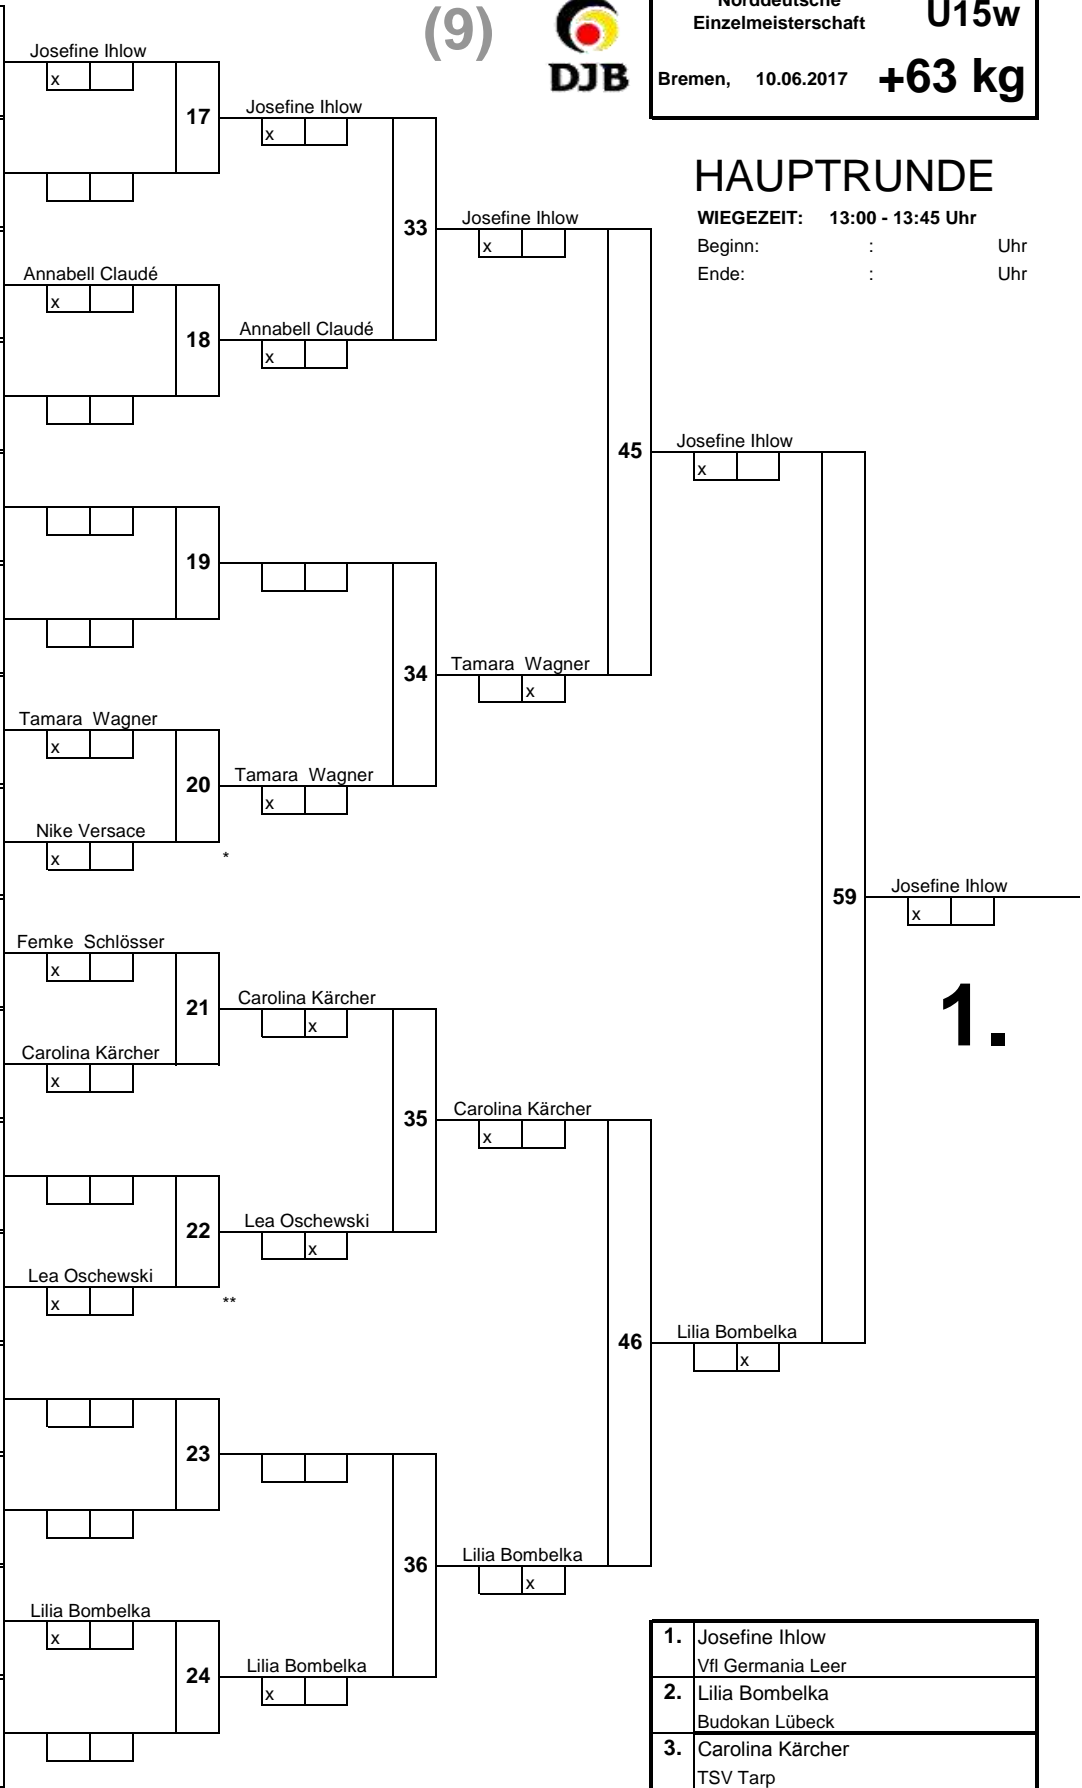 Norddeutsche
(9)
Einzelmeisterschaft
U15w
DJB
Bremen, 10.06.2017 +63 kg
Josefine Ihlow
x
17
Josefine Ihlow
x
HAUPTRUNDE
33
Josefine Ihlow
x
WIEGEZEIT: 13:00 - 13:45 Uhr
Beginn: : Uhr
Ende: : Uhr
Annabell Claudé
x
18
Annabell Claudé
x
45
Josefine Ihlow
x
19
34
Tamara Wagner
x
Tamara Wagner
x
20
Tamara Wagner
x
Nike Versace
x
*
59
Josefine Ihlow
x
1.
Femke Schlösser
x
21
Carolina Kärcher
x
Carolina Kärcher
x
35
Carolina Kärcher
x
22
Lea Oschewski
x
Lea Oschewski
x
**
46
Lilia Bombelka
x
23
36
Lilia Bombelka
x
Lilia Bombelka
x
24
Lilia Bombelka
x
1. Josefine Ihlow
Vfl Germania Leer
2. Lilia Bombelka
Budokan Lübeck
3. Carolina Kärcher
TSV Tarp